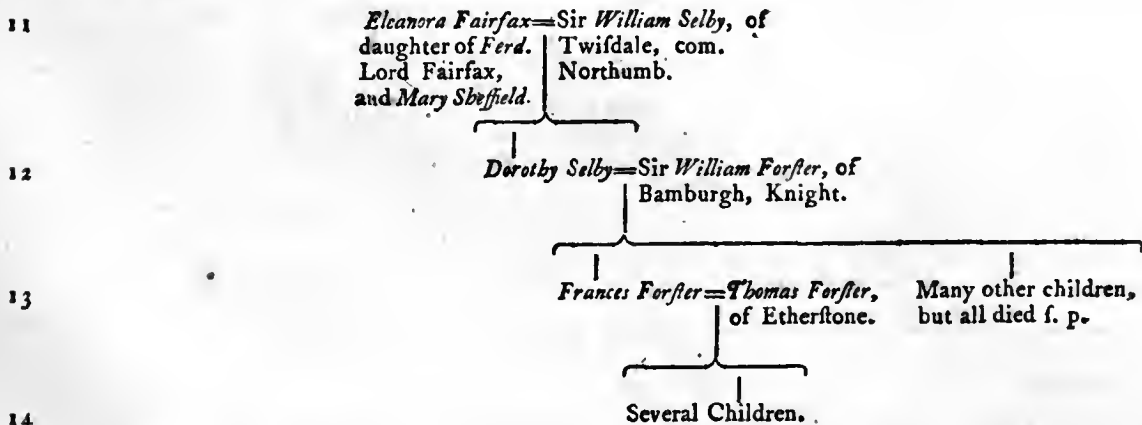 11 Eleanora Fairfax=Sir William Selby, of
daughter of Ferd. Twiſdale, com.
Lord Fairfax, Northumb.
and Mary Sheffield.
12 Dorothy Selby=Sir William Forſter, of
Bamburgh, Knight.
13 Frances Forſter=Thomas Forſter, Many other children,
of Etherſtone. but all died ſ. p.
14 Several Children.